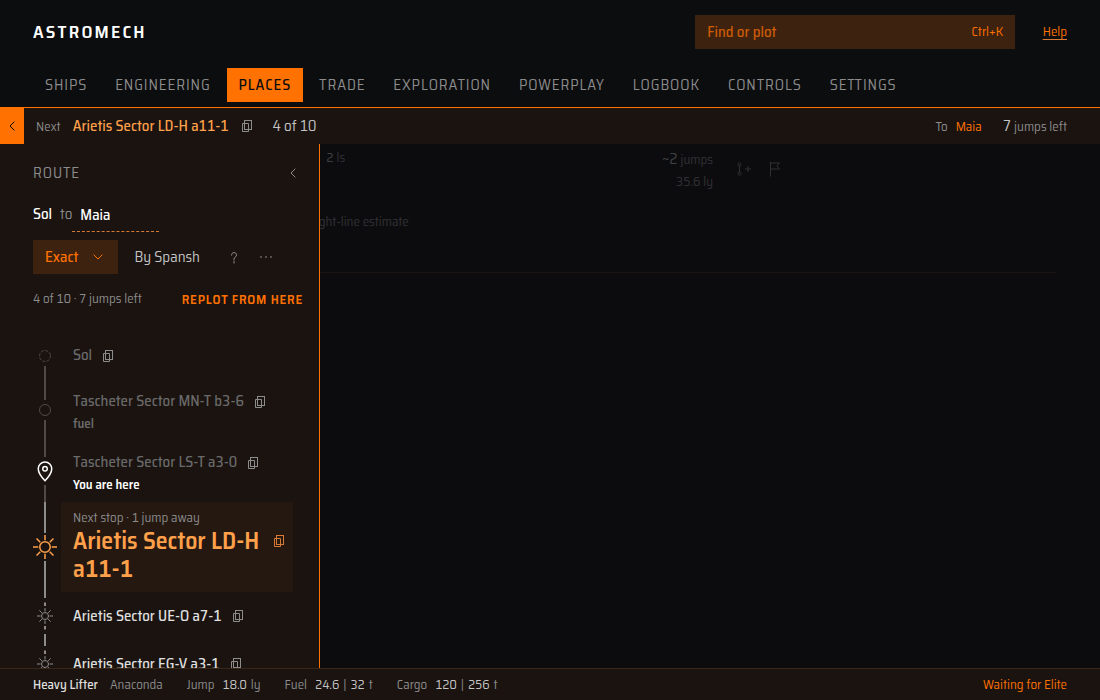 ASTROMECH
Find or plot Ctrl+K
Help
SHIPS ENGINEERING PLACES TRADE EXPLORATION POWERPLAY LOGBOOK CONTROLS SETTINGS
Next Arietis Sector LD-H a11-1 4 of 10
To Maia 7 jumps left
ROUTE
2 ls
~2 jumps
35.6 ly
Sol to Maia
ght-line estimate
Exact By Spansh ? ···
4 of 10 · 7 jumps left REPLOT FROM HERE
Sol
Tascheter Sector MN-T b3-6
fuel
Tascheter Sector LS-T a3-0
You are here
Next stop · 1 jump away
Arietis Sector LD-H
a11-1
Arietis Sector UE-O a7-1
Arietis Sector EG-V a3-1
Heavy Lifter Anaconda Jump 18.0 ly Fuel 24.6 | 32 t Cargo 120 | 256 t
Waiting for Elite